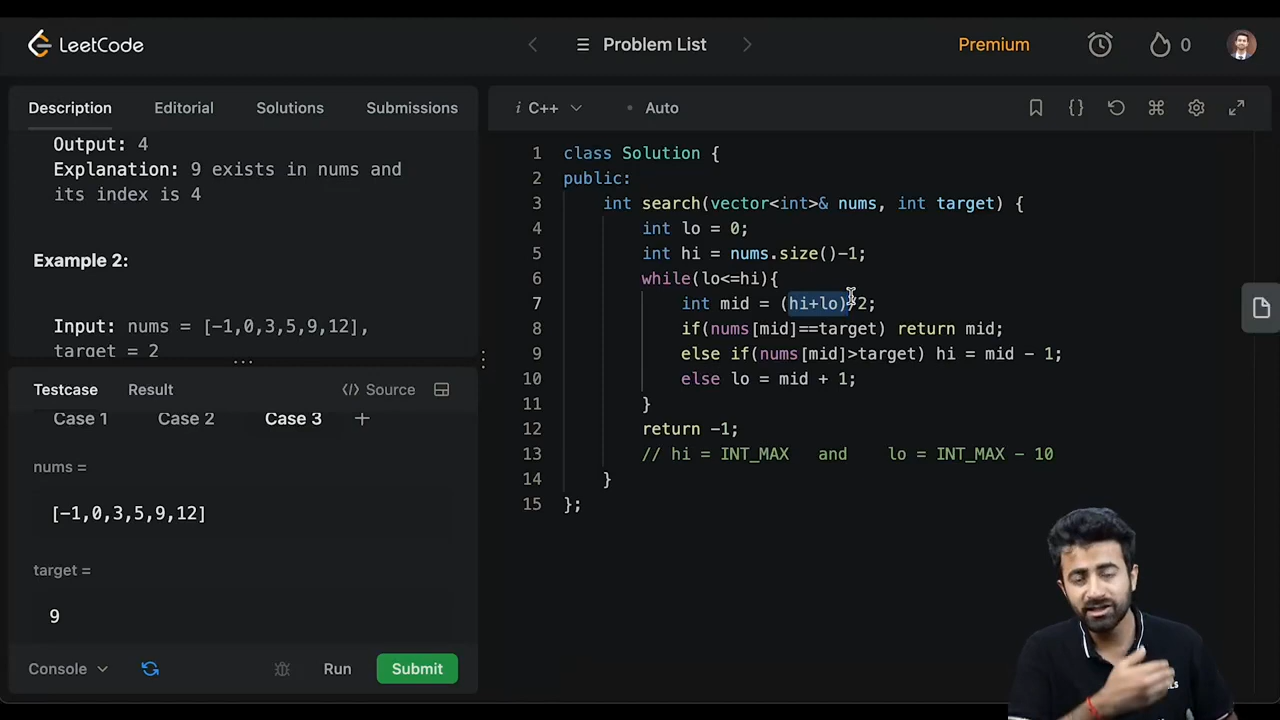 LeetCode
Problem List
Premium
0
Description
Editorial
Solutions
Submissions
Output: 4
Explanation: 9 exists in nums and
its index is 4
Example 2:
Input: nums = [-1,0,3,5,9,12],
target = 2
...
Testcase
Result
</> Source
Case 1
Case 2
Case 3
+
nums =
[-1,0,3,5,9,12]
target =
9
Console
Run
Submit
i C++
Auto
{}
1 class Solution {
2 public:
3 int search(vector<int>& nums, int target) {
4 int lo = 0;
5 int hi = nums.size()-1;
6 while(lo<=hi){
7 int mid = (hi+lo)/2;
8 if(nums[mid]==target) return mid;
9 else if(nums[mid]>target) hi = mid - 1;
10 else lo = mid + 1;
11 }
12 return -1;
13 // hi = INT_MAX and lo = INT_MAX - 10
14 }
15 };